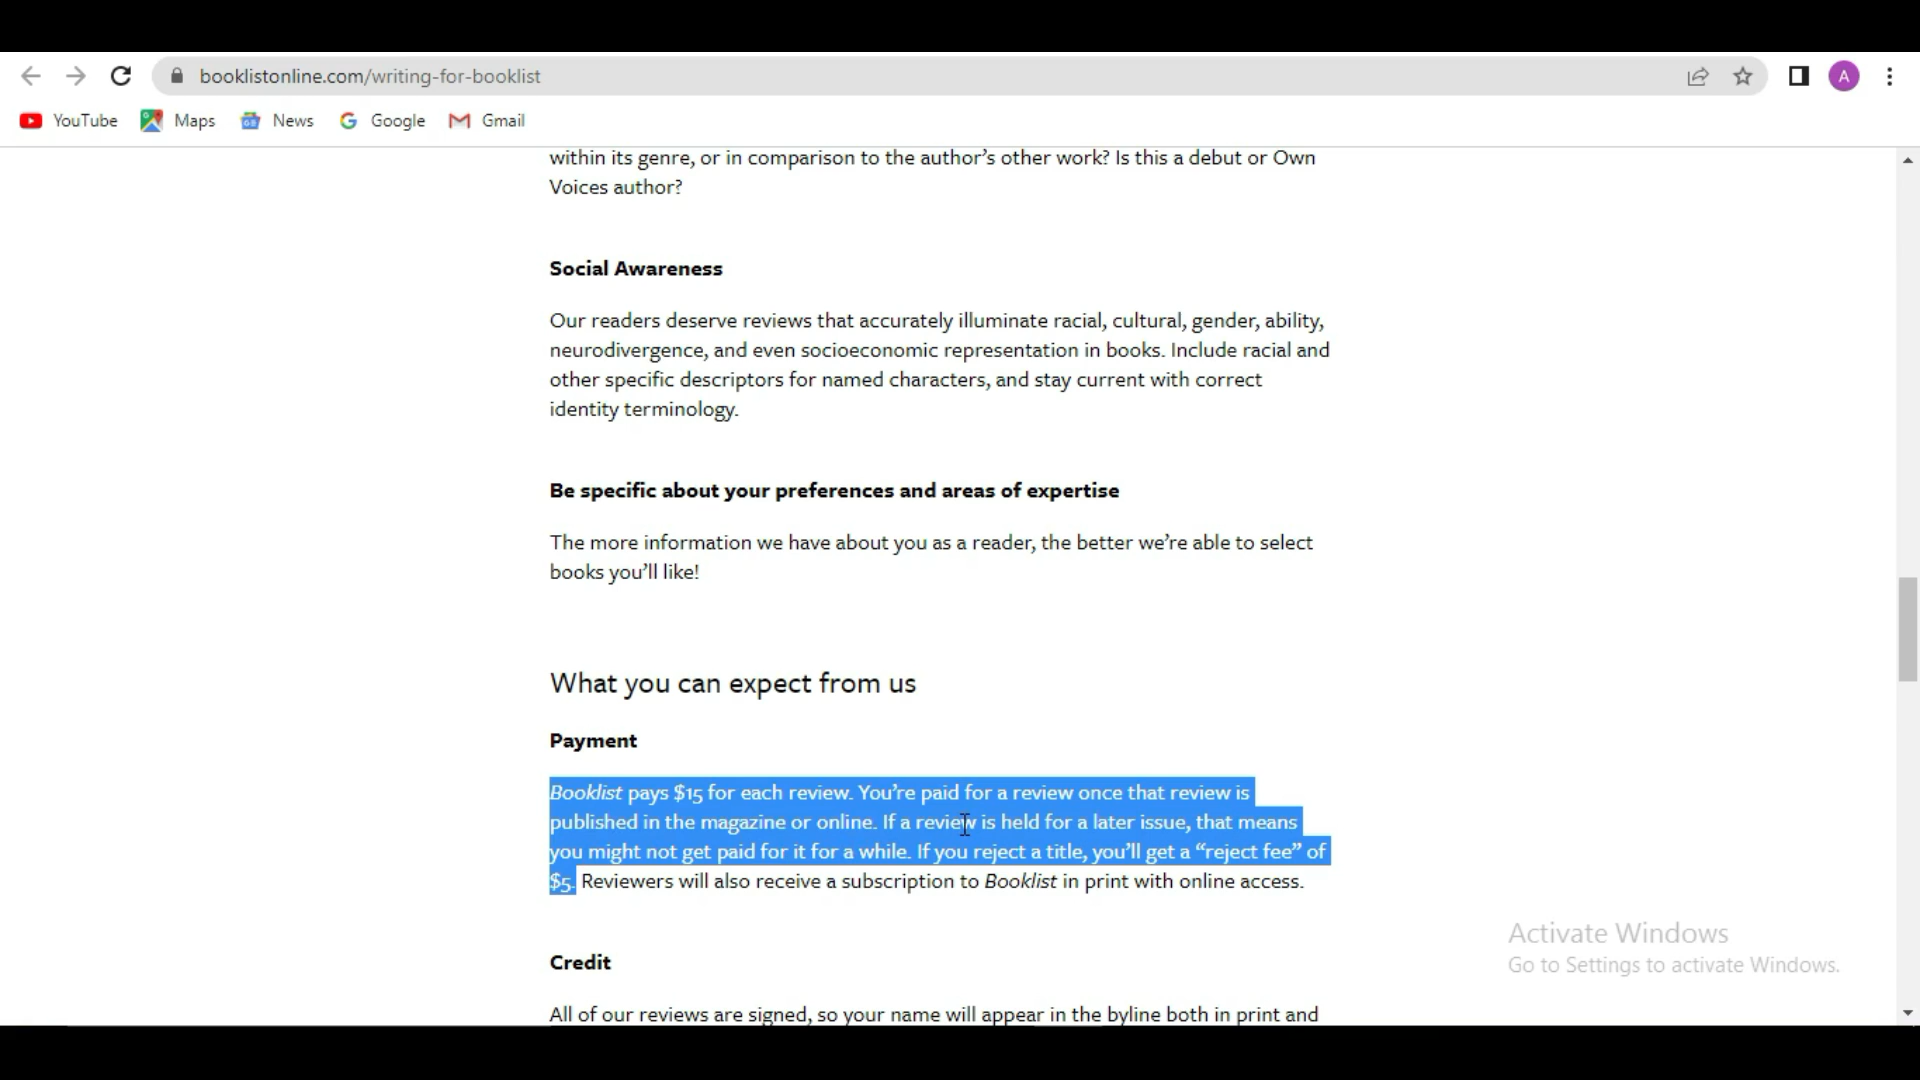 booklistonline.com/writing-for-booklist
A
YouTube
Maps
News
Google
Gmail
within its genre, or in comparison to the author’s other work? Is this a debut or Own
Voices author?
Social Awareness
Our readers deserve reviews that accurately illuminate racial, cultural, gender, ability,
neurodivergence, and even socioeconomic representation in books. Include racial and
other specific descriptors for named characters, and stay current with correct
identity terminology.
Be specific about your preferences and areas of expertise
The more information we have about you as a reader, the better we’re able to select
books you’ll like!
What you can expect from us
Payment
Booklist pays $15 for each review. You’re paid for a review once that review is
published in the magazine or online. If a review is held for a later issue, that means
you might not get paid for it for a while. If you reject a title, you’ll get a “reject fee” of
$5. Reviewers will also receive a subscription to Booklist in print with online access.
Credit
All of our reviews are signed, so your name will appear in the byline both in print and
Activate Windows
Go to Settings to activate Windows.